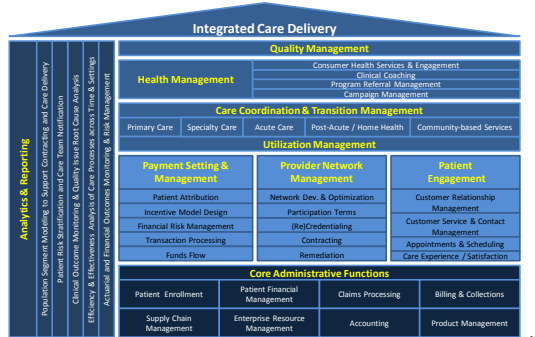 Integrated Care Delivery
Analytics & Reporting
Population Segment Modeling to Support Contracting and Care Delivery
Patient Risk Stratification and Care Team Notification
Clinical Outcome Monitoring & Quality Issue Root Cause Analysis
Efficiency & Effectiveness Analysis of Care Processes across Time & Settings
Actuarial and Financial Outcomes Monitoring & Risk Management
Quality Management
Health Management
Consumer Health Services & Engagement
Clinical Coaching
Program Referral Management
Campaign Management
Care Coordination & Transition Management
Primary Care
Specialty Care
Acute Care
Post-Acute / Home Health
Community-based Services
Utilization Management
Payment Setting &
Management
Patient Attribution
Incentive Model Design
Financial Risk Management
Transaction Processing
Funds Flow
Provider Network
Management
Network Dev. & Optimization
Participation Terms
(Re)Credentialing
Contracting
Remediation
Patient
Engagement
Customer Relationship
Management
Customer Service & Contact
Management
Appointments & Scheduling
Care Experience / Satisfaction
Core Administrative Functions
Patient Enrollment
Patient Financial
Management
Claims Processing
Billing & Collections
Supply Chain
Management
Enterprise Resource
Management
Accounting
Product Management